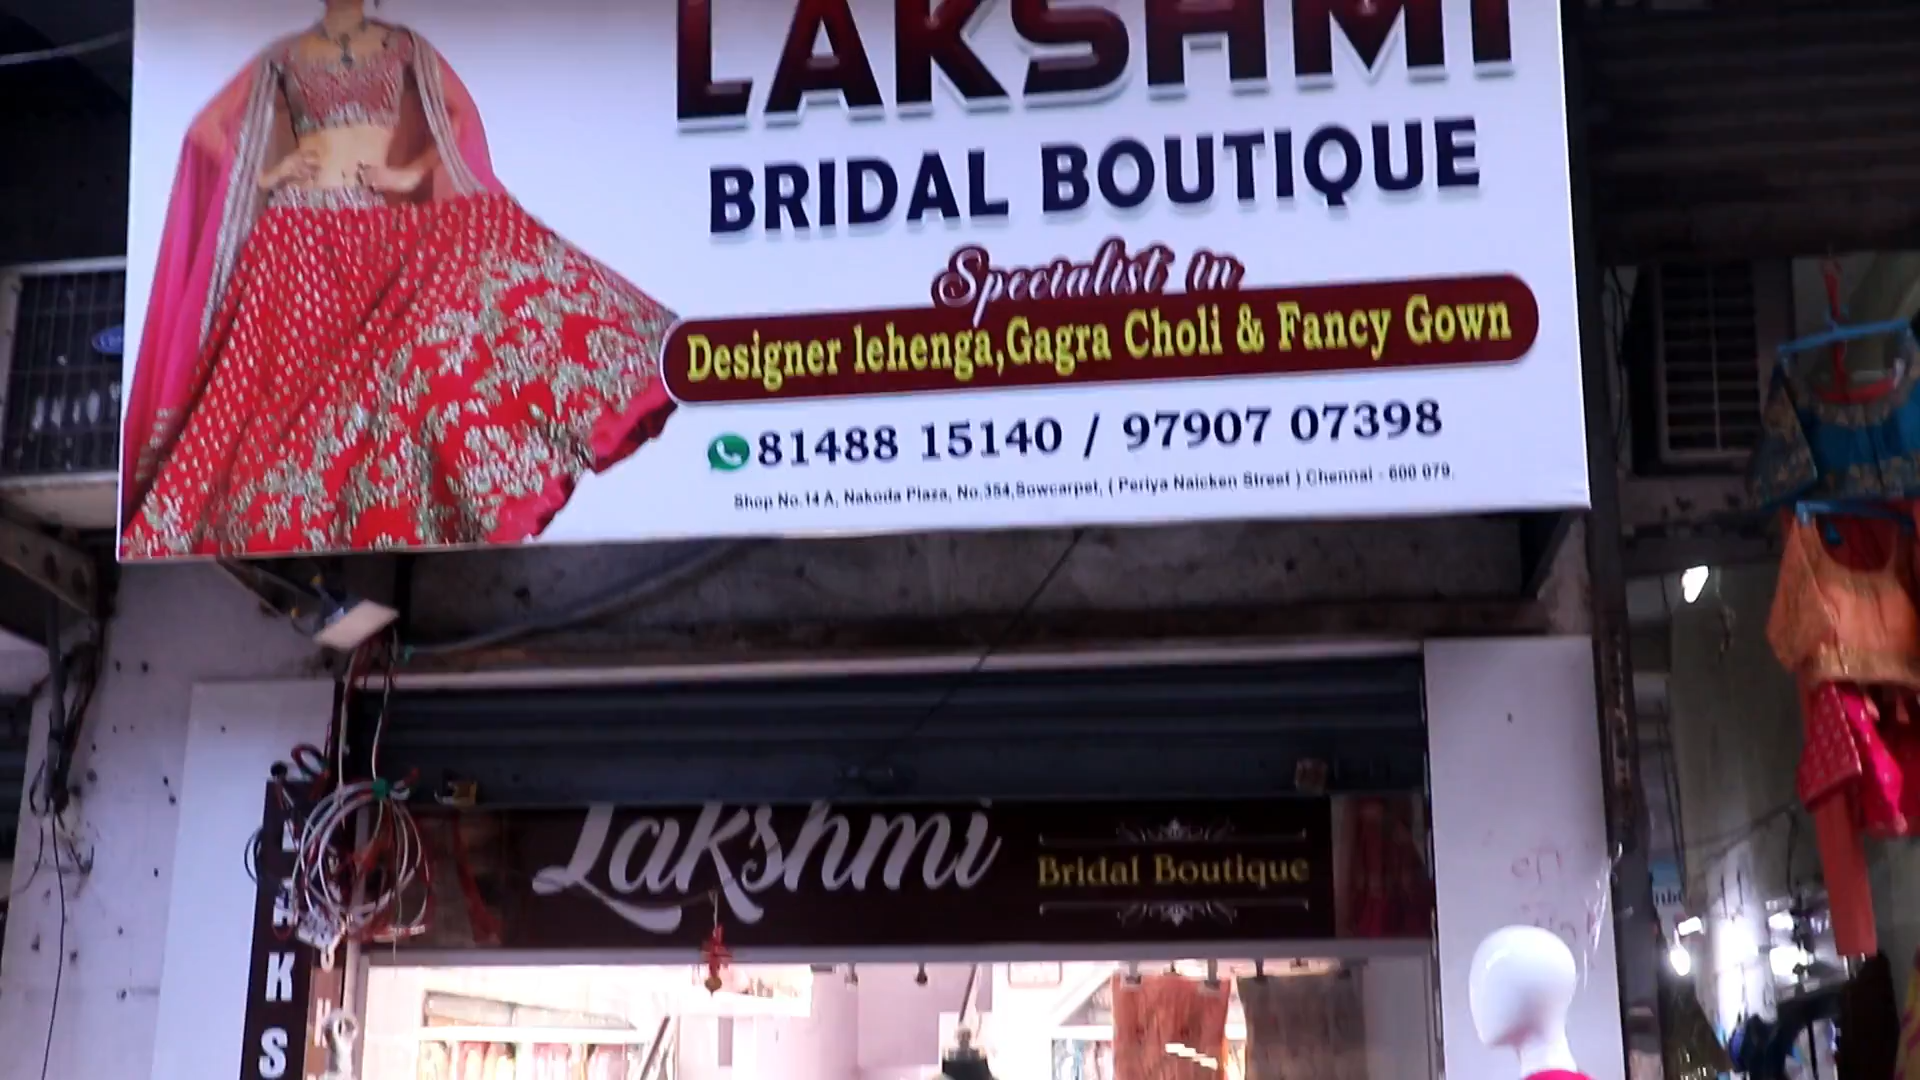 LAKSHMI
BRIDAL BOUTIQUE
Specialist in
Designer lehenga,Gagra Choli & Fancy Gown
81488 15140 / 97907 07398
Shop No.14 A, Nakoda Plaza, No.354,Sowcarpet, ( Periya Naicken Street ) Chennai - 600 079.
Lakshmi
Bridal Boutique
L
A
K
S